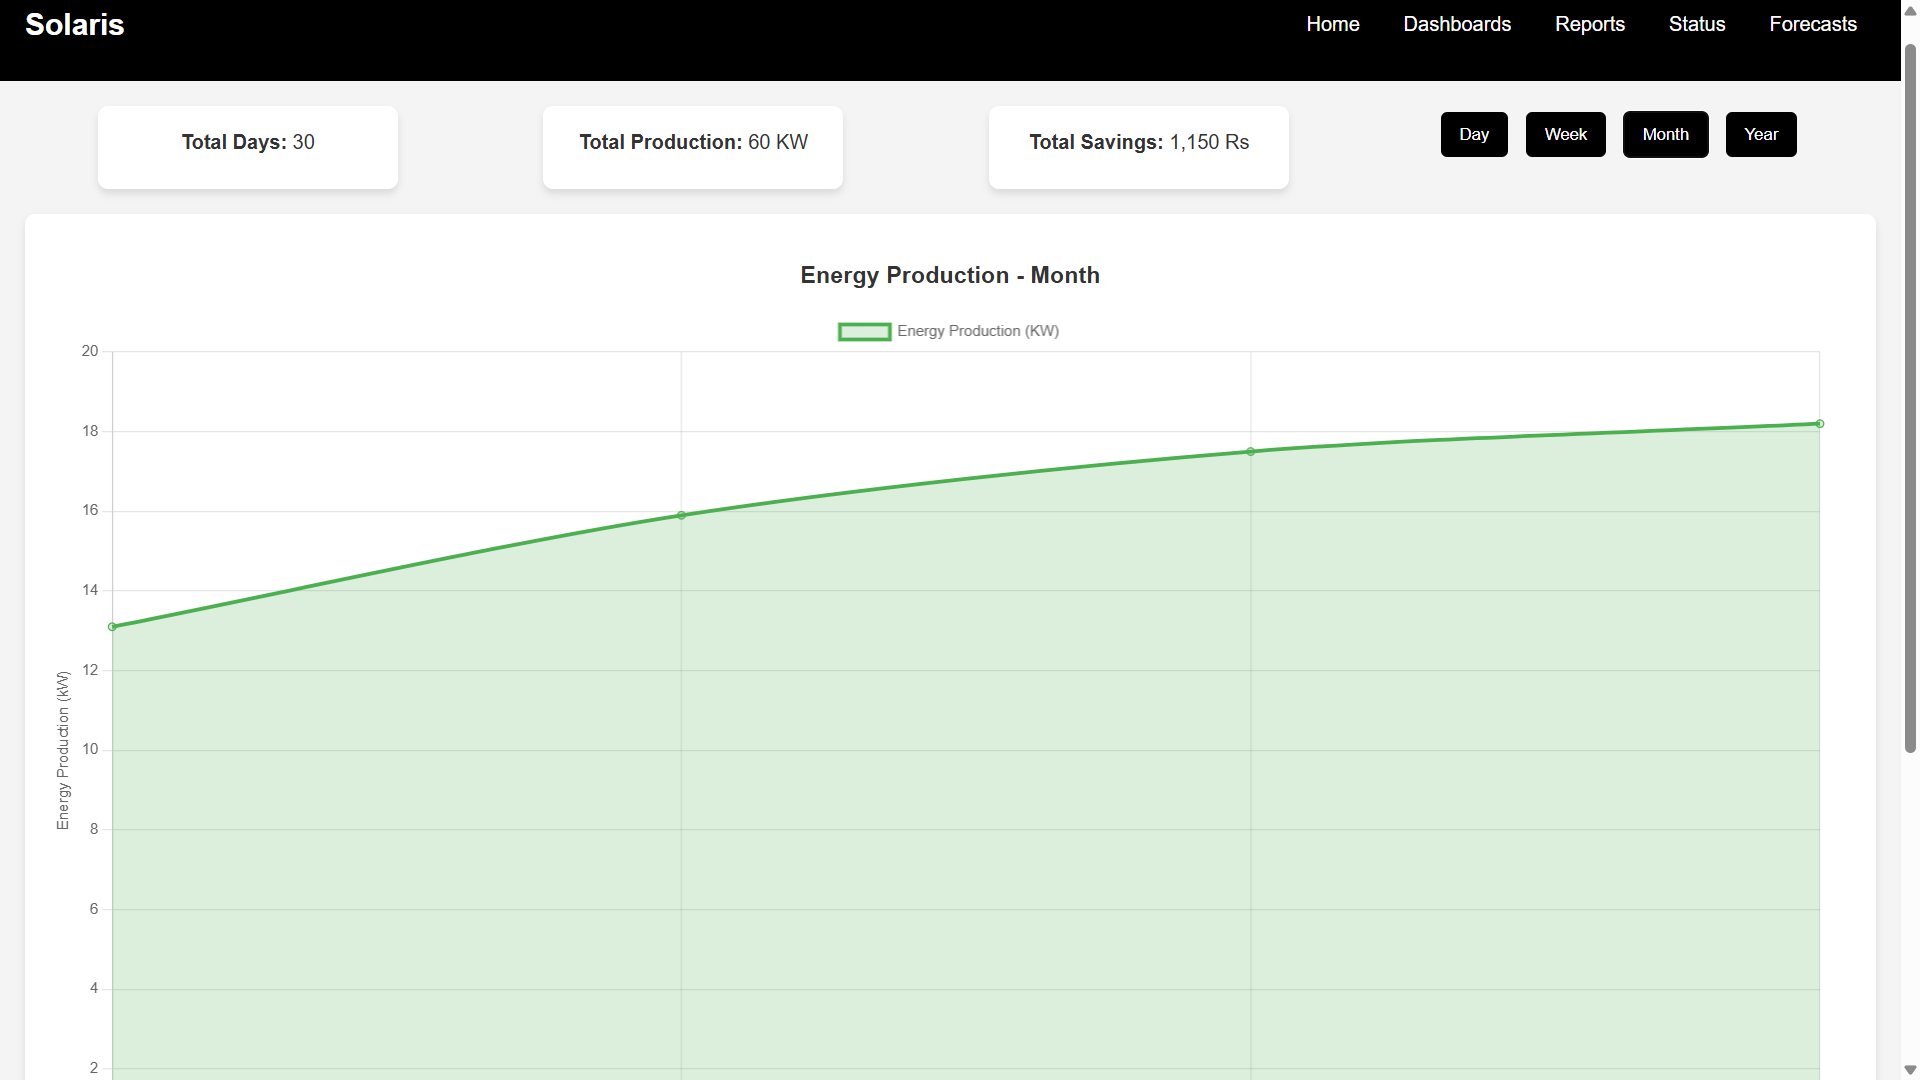 Solaris
Home Dashboards Reports Status Forecasts
Total Days: 30
Total Production: 60 KW
Total Savings: 1,150 Rs
Day Week Month Year
Energy Production - Month
Energy Production (KW)
20
18
16
14
12
10
8
6
4
2
Energy Production (kW)